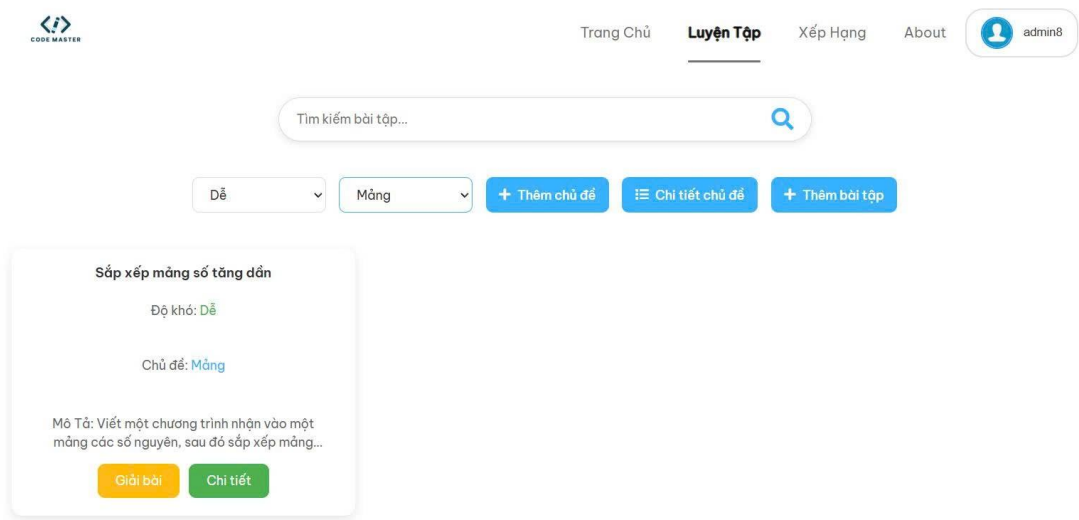 CODE MASTER
Trang Chủ
Luyện Tập
Xếp Hạng
About
admin8
Tìm kiếm bài tập...
Dễ
Mảng
Thêm chủ đề
Chi tiết chủ đề
Thêm bài tập
Sắp xếp mảng số tăng dần
Độ khó: Dễ
Chủ đề: Mảng
Mô Tả: Viết một chương trình nhận vào một
mảng các số nguyên, sau đó sắp xếp mảng...
Giải bài
Chi tiết